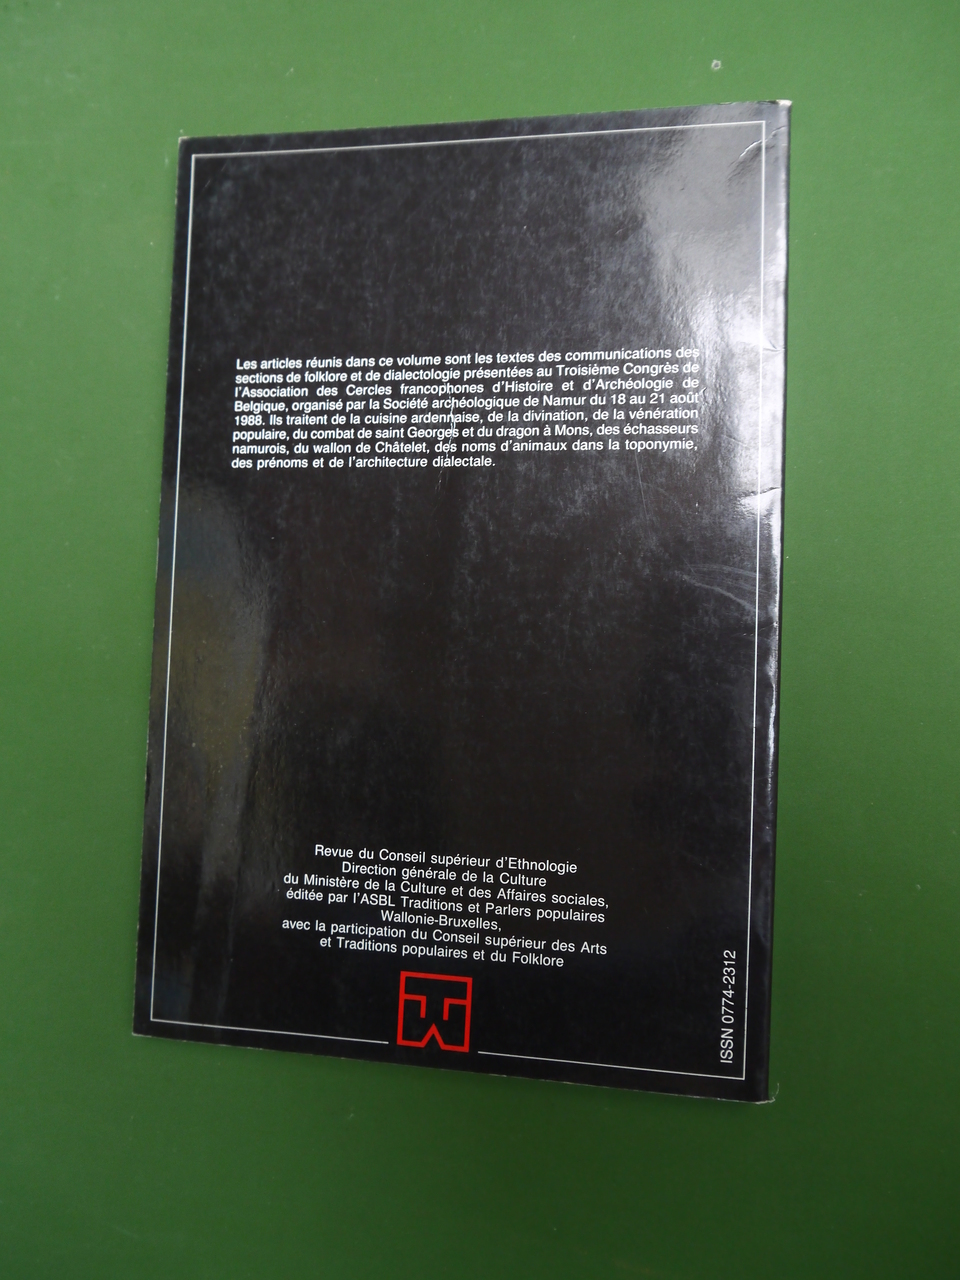 Les articles réunis dans ce volume sont les textes des communications des
sections de folklore et de dialectologie présentées au Troisième Congrès de
l'Association des Cercles francophones d'Histoire et d'Archéologie de
Belgique, organisé par la Société archéologique de Namur du 18 au 21 août
1988. Ils traitent de la cuisine ardennaise, de la divination, de la vénération
populaire, du combat de saint Georges et du dragon à Mons, des échasseurs
namurois, du wallon de Châtelet, des noms d'animaux dans la toponymie,
des prénoms et de l'architecture dialectale.
Revue du Conseil supérieur d'Ethnologie
Direction générale de la Culture
du Ministère de la Culture et des Affaires sociales,
éditée par l'ASBL Traditions et Parlers populaires
Wallonie-Bruxelles,
avec la participation du Conseil supérieur des Arts
et Traditions populaires et du Folklore
ISSN 0774-2312